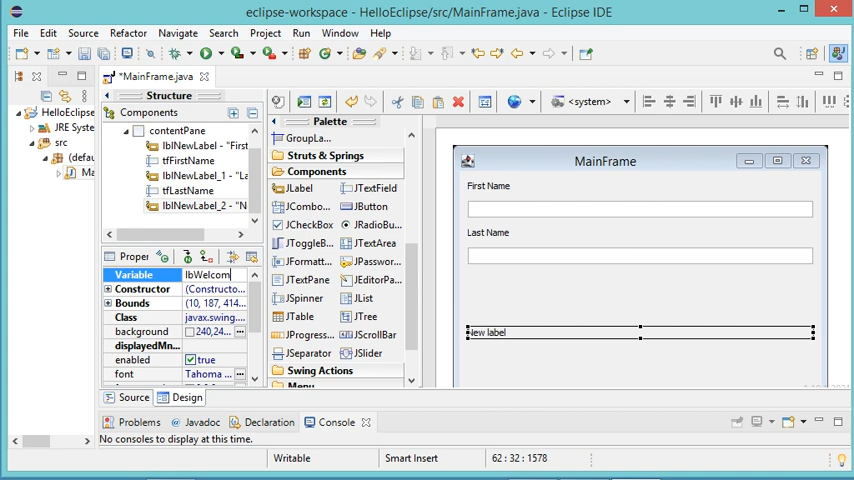 eclipse-workspace - HelloEclipse/src/MainFrame.java - Eclipse IDE
File Edit Source Refactor Navigate Search Project Run Window Help
*MainFrame.java
Structure
Components
contentPane
lblNewLabel - "First
tfFirstName
lblNewLabel_1 - "La
tfLastName
lblNewLabel_2 - "N
HelloEclipse
JRE Syste
src
(defau
Ma
Proper
Variable lbWelcom
Constructor (Constructo...
Bounds (10, 187, 414...
Class javax.swing....
background 240,24...
displayedMn...
enabled true
font Tahoma ...
Palette
GroupLa...
Struts & Springs
Components
JLabel JTextField
JCombo... JButton
JCheckBox JRadioBu...
JToggleB... JTextArea
JFormatt... JPasswor...
JTextPane JEditorPa...
JSpinner JList
JTable JTree
JProgress... JScrollBar
JSeparator JSlider
Swing Actions
Menu
<system>
MainFrame
First Name
Last Name
New label
Source Design
Problems Javadoc Declaration Console
No consoles to display at this time.
Writable Smart Insert 62 : 32 : 1578